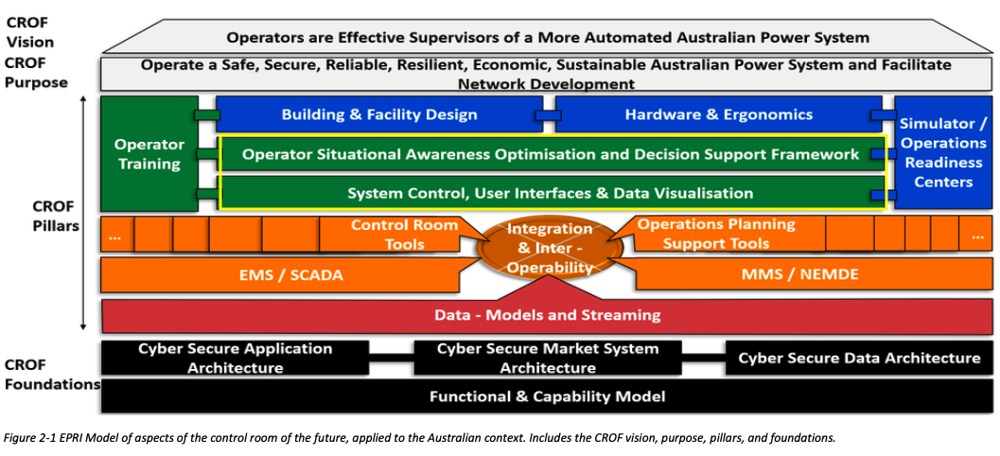 CROF
Vision
Operators are Effective Supervisors of a More Automated Australian Power System
CROF
Purpose
Operate a Safe, Secure, Reliable, Resilient, Economic, Sustainable Australian Power System and Facilitate
Network Development
CROF
Pillars
Operator
Training
Building & Facility Design
Hardware & Ergonomics
Simulator /
Operations
Readiness
Centers
Operator Situational Awareness Optimisation and Decision Support Framework
System Control, User Interfaces & Data Visualisation
...
Control Room
Tools
Integration
& Inter -
Operability
Operations Planning
Support Tools
...
EMS / SCADA
MMS / NEMDE
Data - Models and Streaming
CROF
Foundations
Cyber Secure Application
Architecture
Cyber Secure Market System
Architecture
Cyber Secure Data Architecture
Functional & Capability Model
Figure 2-1 EPRI Model of aspects of the control room of the future, applied to the Australian context. Includes the CROF vision, purpose, pillars, and foundations.